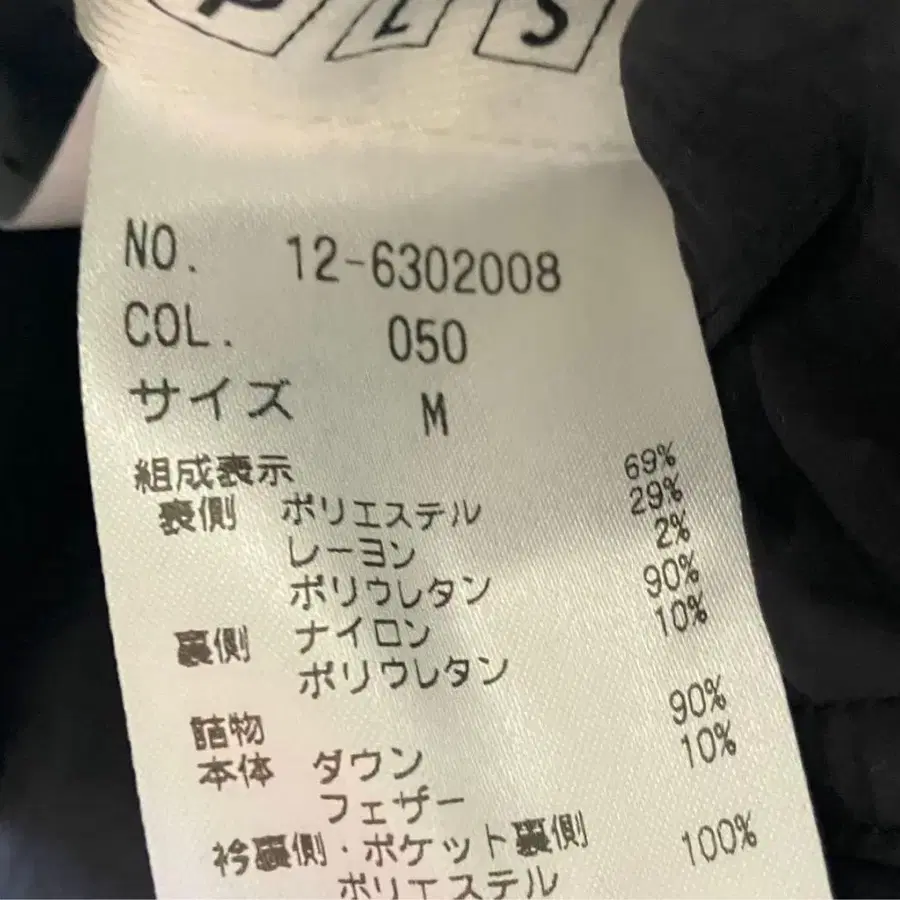 P L S
NO. 12-6302008
COL. 050
サイズ M
組成表示
表側 ポリエステル 69%
レーヨン 29%
ポリウレタン 2%
裏側 ナイロン 90%
ポリウレタン 10%
詰物
本体 ダウン 90%
フェザー 10%
衿裏側・ポケット裏側
ポリエステル 100%